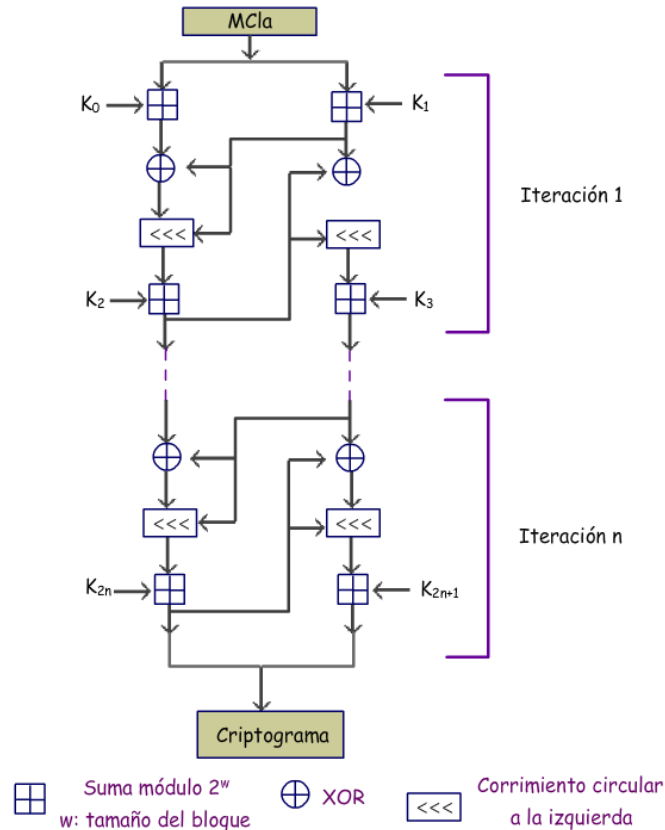 MCla
K₀
K₁
<<<
<<<
Iteración 1
K₂
K₃
<<<
<<<
Iteración n
K₂ₙ
K₂ₙ₊₁
Criptograma
Suma módulo 2ʷ
w: tamaño del bloque
XOR
<<<
Corrimiento circular
a la izquierda